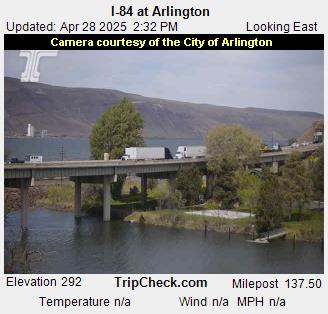 I-84 at Arlington
Updated: Apr 28 2025 2:32 PM Looking East
Camera courtesy of the City of Arlington
Elevation 292 TripCheck.com Milepost 137.50
Temperature n/a Wind n/a MPH n/a